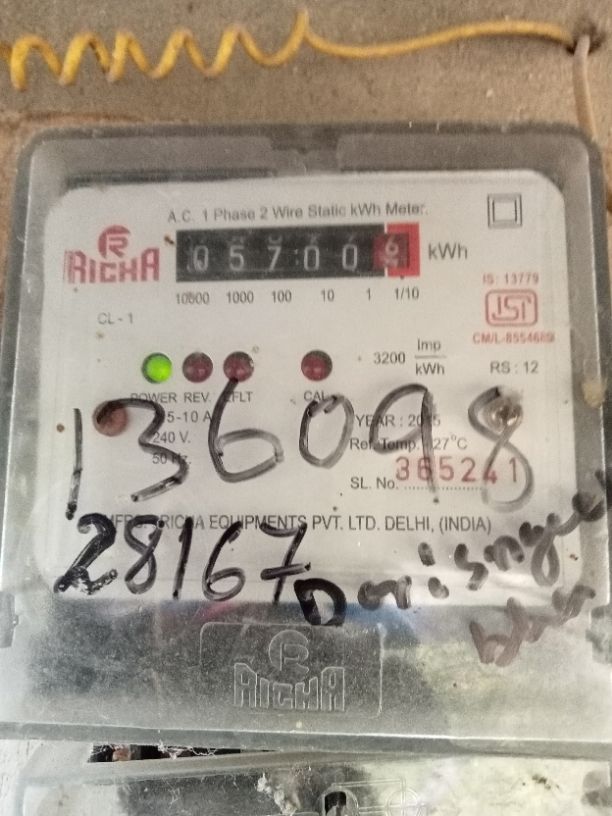 A.C. 1 Phase 2 Wire Static kWh Meter.
RICHA
057006 kWh
10000 1000 100 10 1 1/10
IS: 13779
ISI
CM/L-8554669
CL - 1
3200 Imp/kWh
RS : 12
POWER REV. EFLT CAL
5-10 A
240 V.
50 Hz
YEAR : 2015
Ref. Temp. : 27°C
SL. No. 365241
136098
MFRS. RICHA EQUIPMENTS PVT. LTD. DELHI, (INDIA)
28167
RICHA